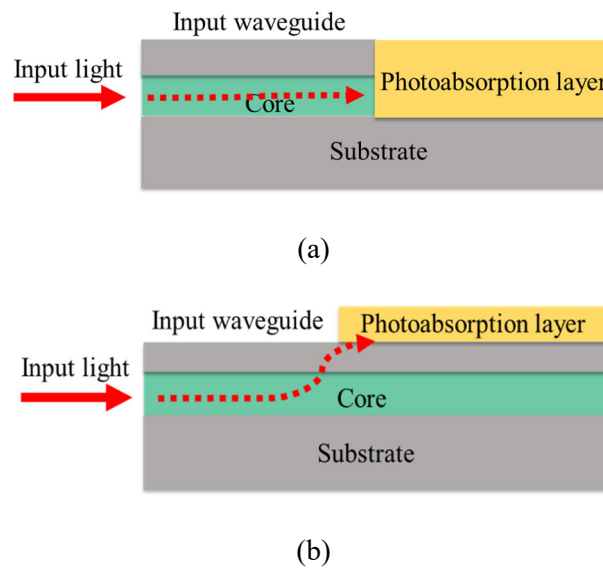 Input waveguide
Input light
Photoabsorption layer
Core
Substrate
(a)
Input waveguide
Photoabsorption layer
Input light
Core
Substrate
(b)